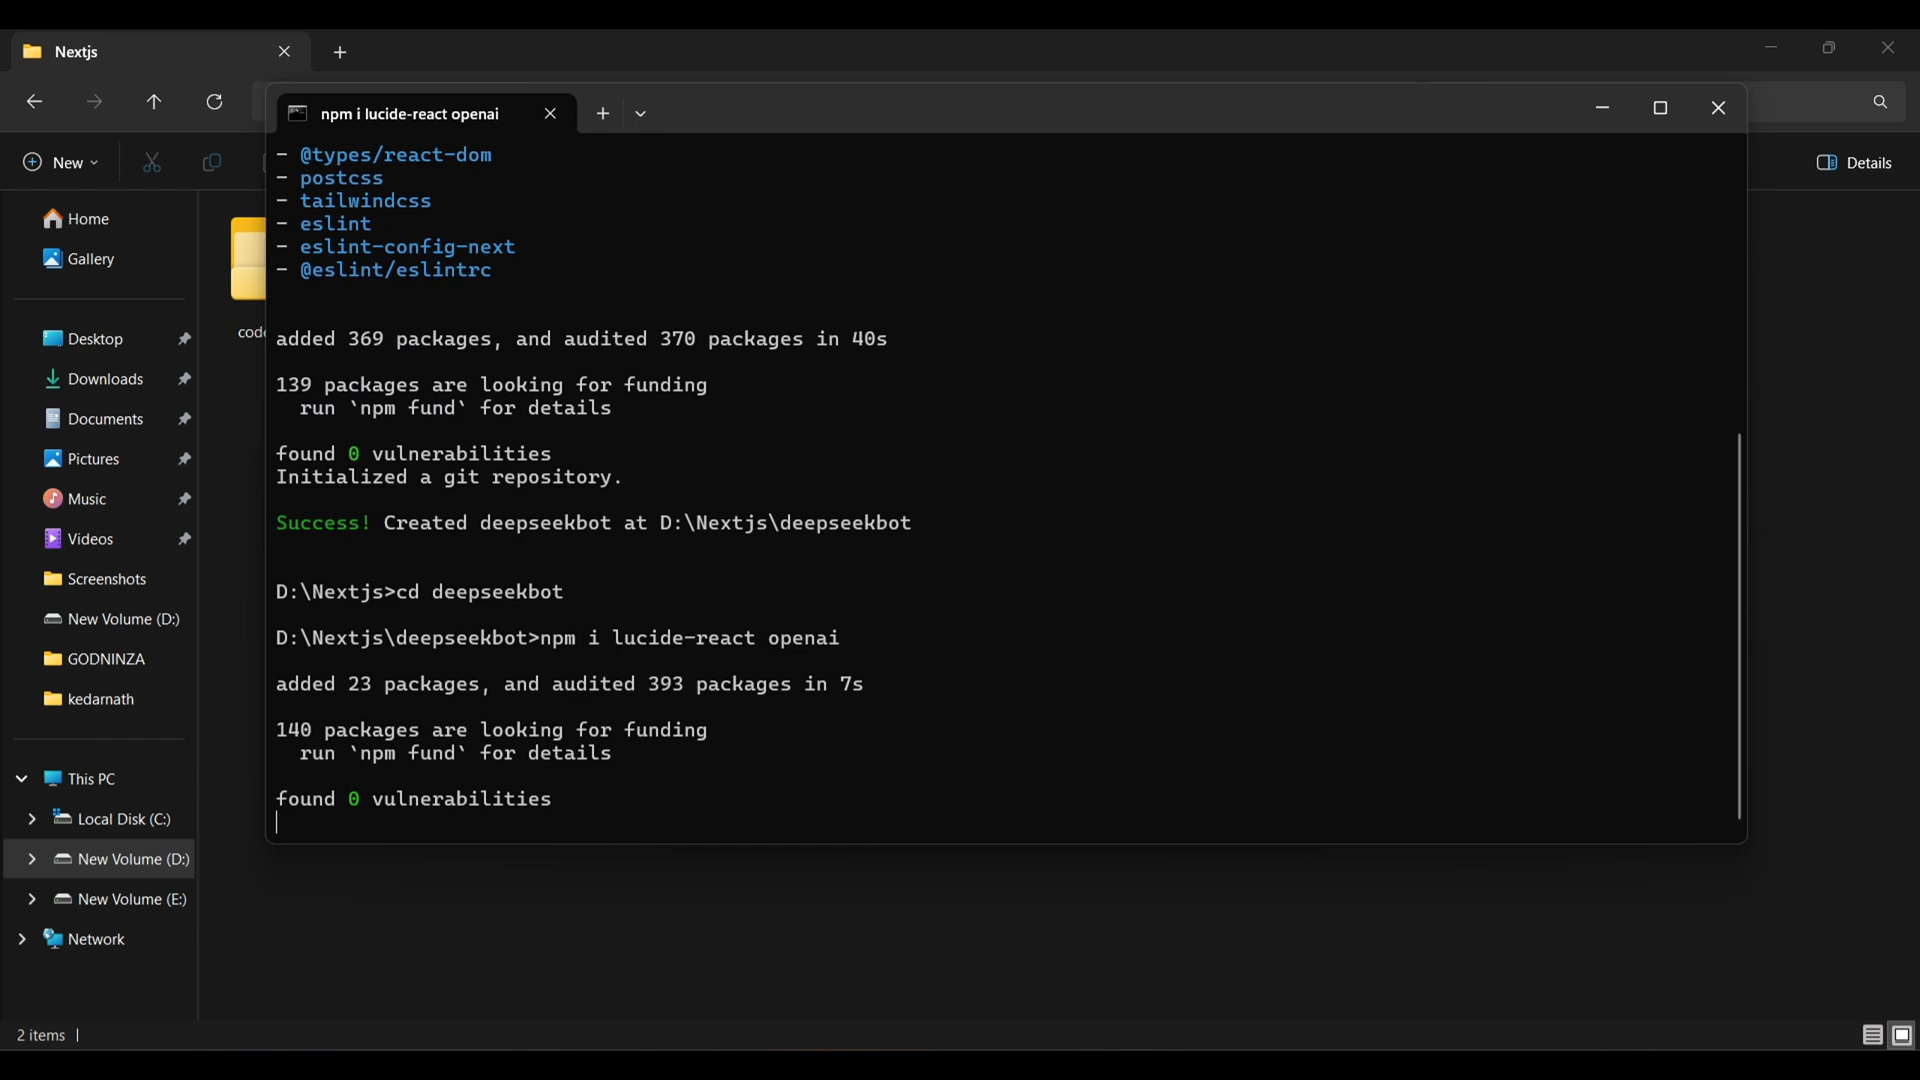 Nextjs
npm i lucide-react openai
New
Details
Home
Gallery
Desktop
Downloads
Documents
Pictures
Music
Videos
Screenshots
New Volume (D:)
GODNINZA
kedarnath
This PC
Local Disk (C:)
New Volume (D:)
New Volume (E:)
Network
code
- @types/react-dom
- postcss
- tailwindcss
- eslint
- eslint-config-next
- @eslint/eslintrc
added 369 packages, and audited 370 packages in 40s
139 packages are looking for funding
run `npm fund` for details
found 0 vulnerabilities
Initialized a git repository.
Success! Created deepseekbot at D:\Nextjs\deepseekbot
D:\Nextjs>cd deepseekbot
D:\Nextjs\deepseekbot>npm i lucide-react openai
added 23 packages, and audited 393 packages in 7s
140 packages are looking for funding
run `npm fund` for details
found 0 vulnerabilities
2 items